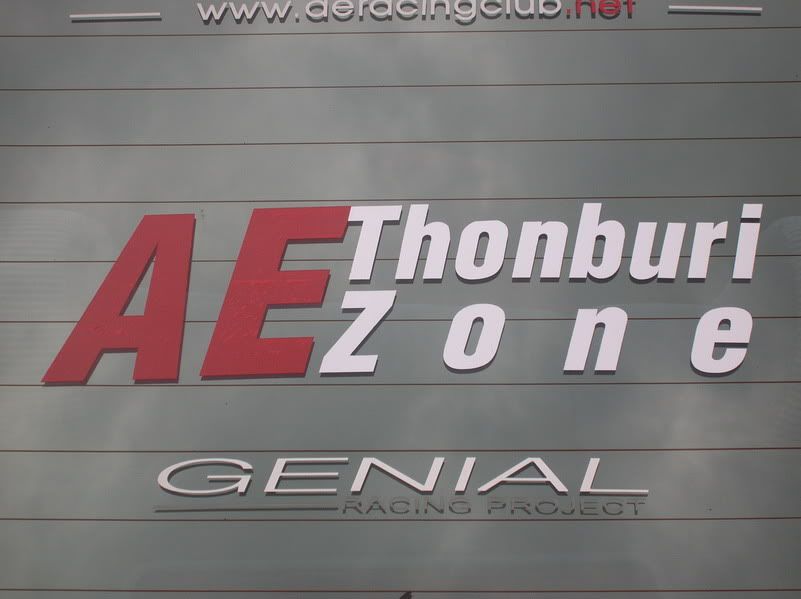 www.aeracingclub.net
AE Thonburi
Zone
GENIAL
RACING PROJECT